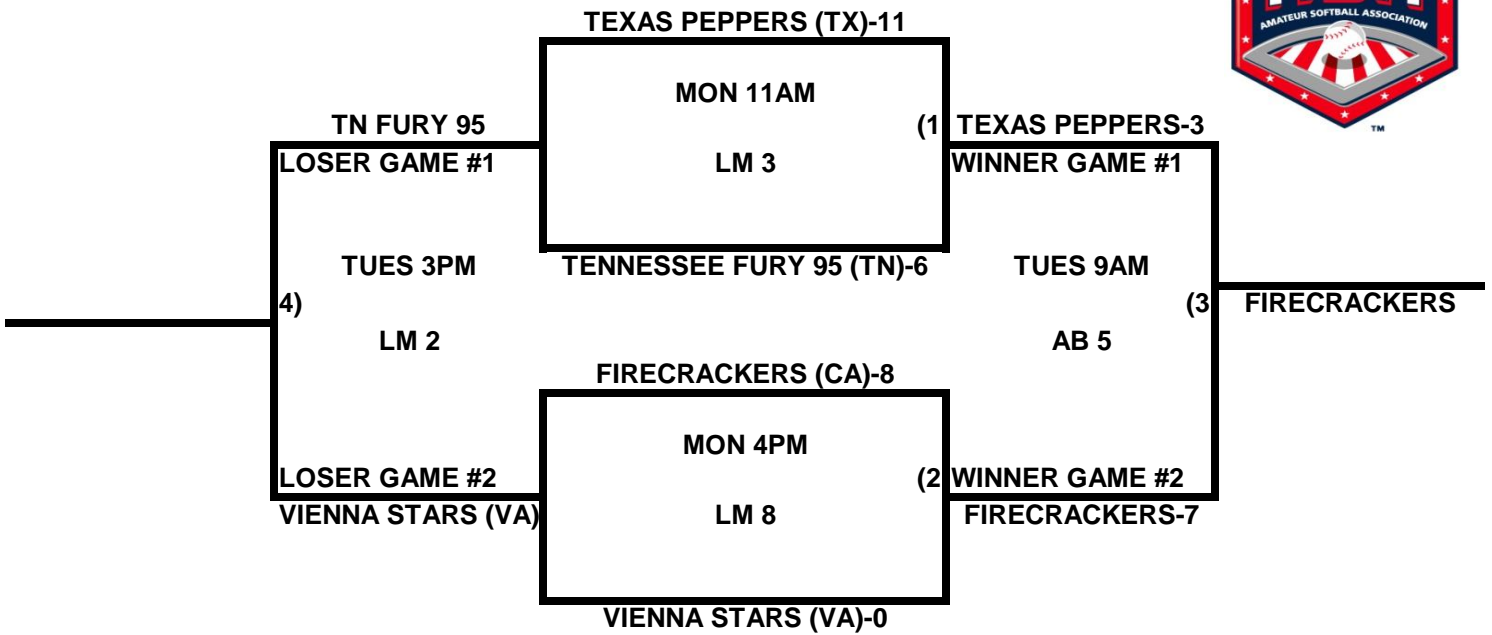 TEXAS PEPPERS (TX)-11
AMATEUR SOFTBALL ASSOCIATION
MON 11AM
TM
TN FURY 95
(1
TEXAS PEPPERS-3
LOSER GAME #1
LM 3
WINNER GAME #1
TUES 3PM
TENNESSEE FURY 95 (TN)-6
TUES 9AM
4)
(3
FIRECRACKERS
LM 2
AB 5
FIRECRACKERS (CA)-8
MON 4PM
LOSER GAME #2
(2
WINNER GAME #2
VIENNA STARS (VA)
LM 8
FIRECRACKERS-7
VIENNA STARS (VA)-0